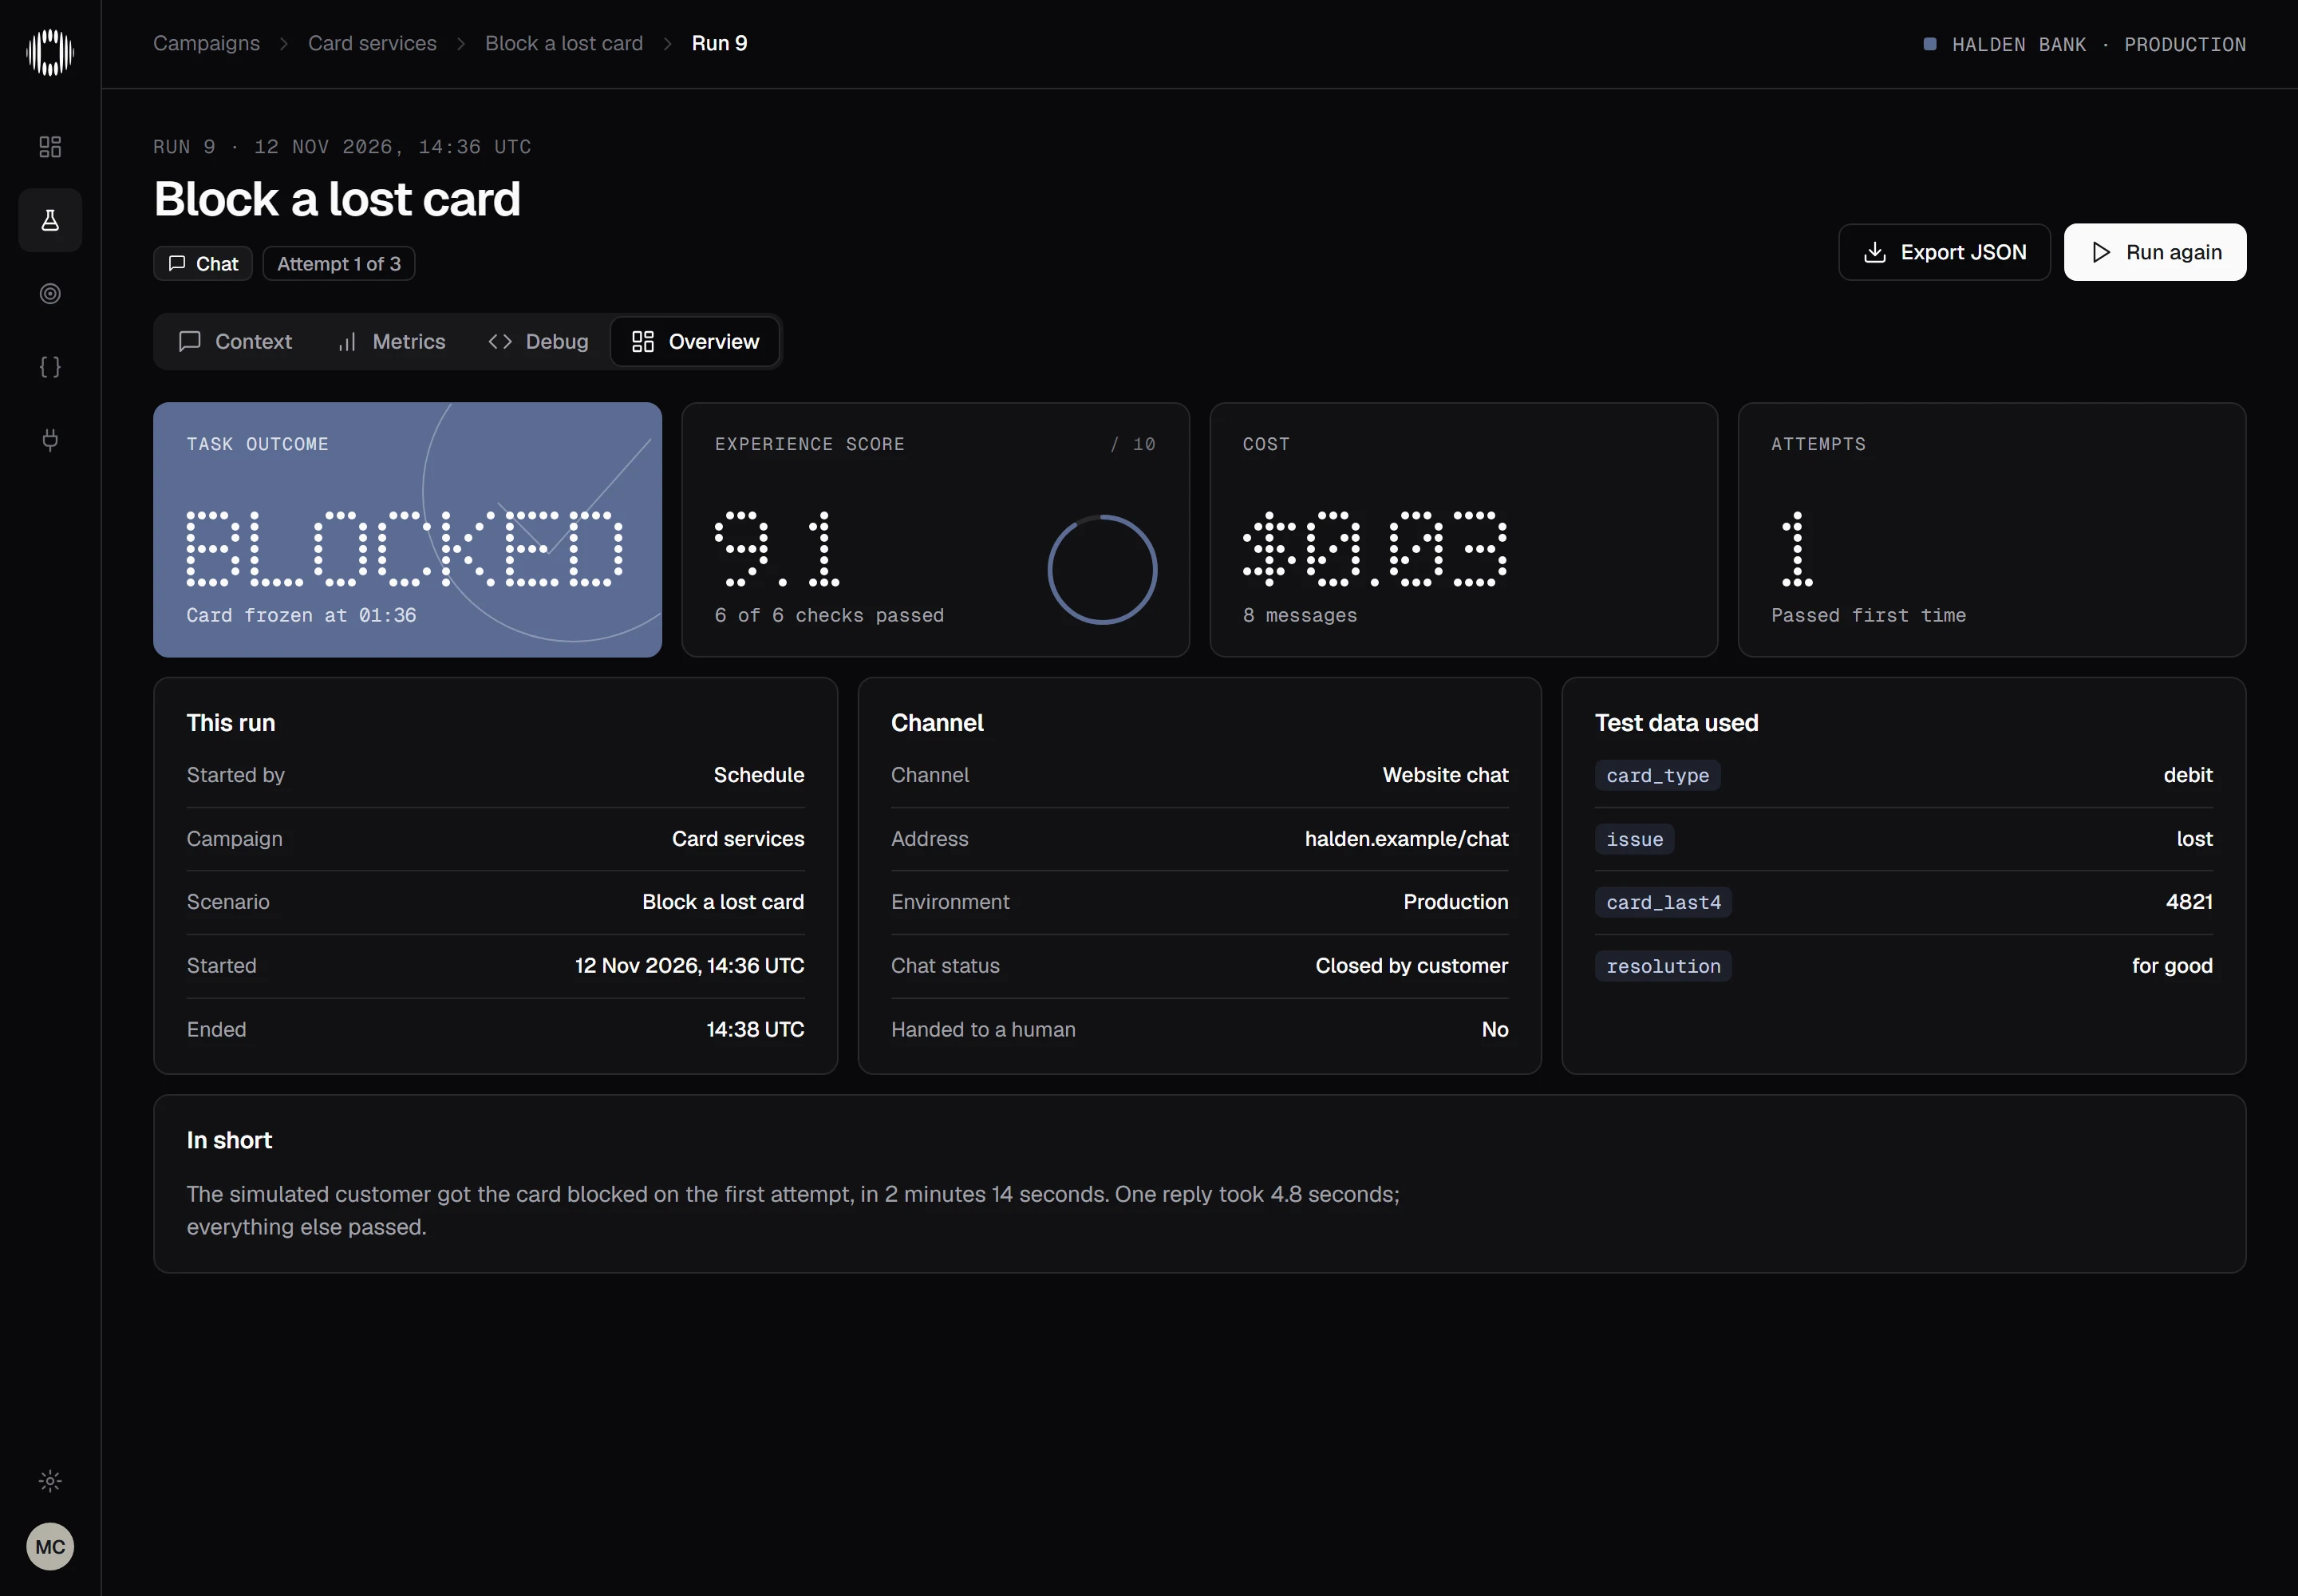 Campaigns > Card services > Block a lost card > Run 9
HALDEN BANK · PRODUCTION
RUN 9 · 12 NOV 2026, 14:36 UTC
Block a lost card
Chat
Attempt 1 of 3
Export JSON
Run again
Context
Metrics
Debug
Overview
TASK OUTCOME
BLOCKED
Card frozen at 01:36
EXPERIENCE SCORE / 10
9.1
6 of 6 checks passed
COST
$0.03
8 messages
ATTEMPTS
1
Passed first time
This run
Started by Schedule
Campaign Card services
Scenario Block a lost card
Started 12 Nov 2026, 14:36 UTC
Ended 14:38 UTC
Channel
Channel Website chat
Address halden.example/chat
Environment Production
Chat status Closed by customer
Handed to a human No
Test data used
card_type debit
issue lost
card_last4 4821
resolution for good
In short
The simulated customer got the card blocked on the first attempt, in 2 minutes 14 seconds. One reply took 4.8 seconds;
everything else passed.
MC